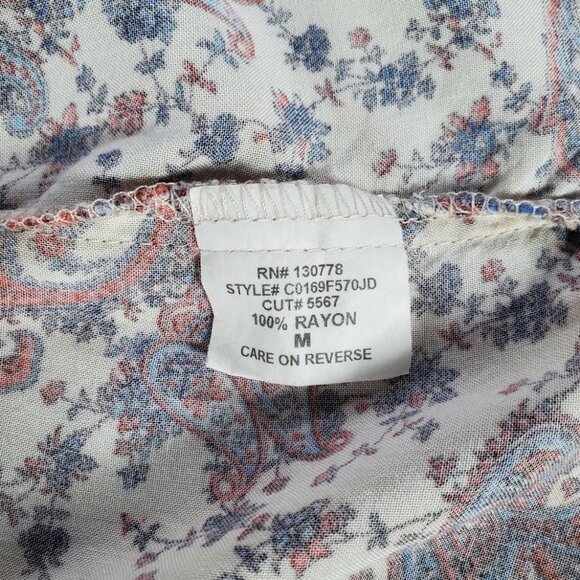 RN# 130778
STYLE# C0169F570JD
CUT# 5567
100% RAYON
M
CARE ON REVERSE